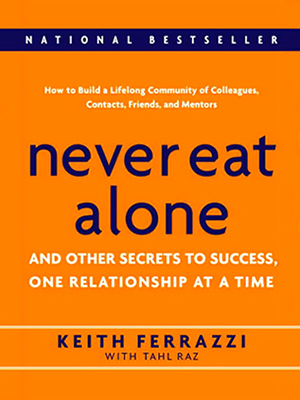 NATIONAL BESTSELLER
How to Build a Lifelong Community of Colleagues,
Contacts, Friends, and Mentors
never eat
alone
AND OTHER SECRETS TO SUCCESS,
ONE RELATIONSHIP AT A TIME
KEITH FERRAZZI
WITH TAHL RAZ